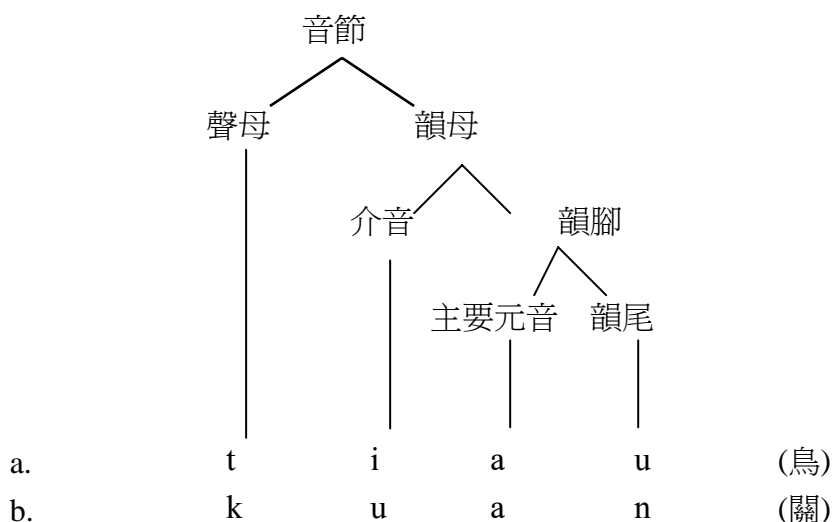 音節
聲母 韻母
介音 韻腳
主要元音 韻尾
a. t i a u (鳥)
b. k u a n (關)